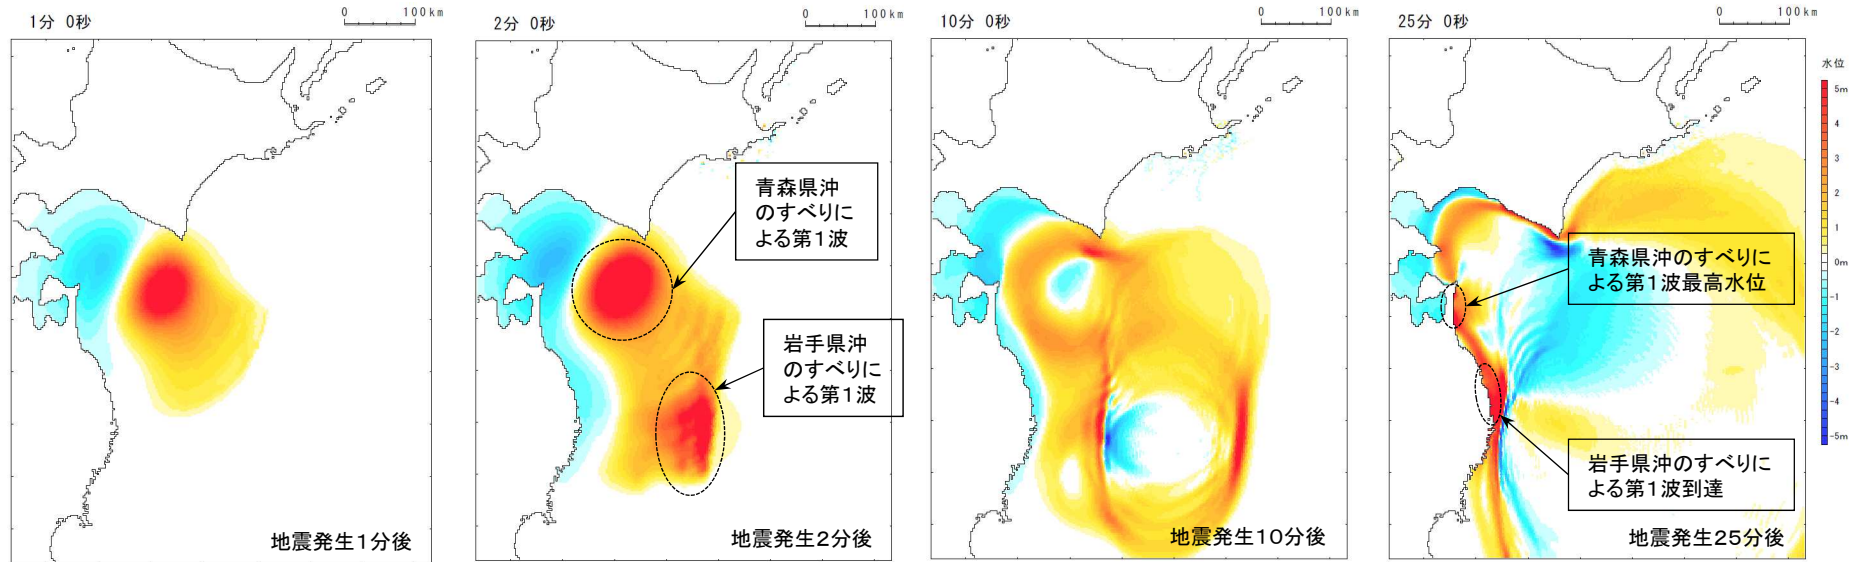 1分 0秒
0 100km
地震発生1分後
2分 0秒
0 100km
青森県沖
のすべりに
よる第1波
岩手県沖
のすべりに
よる第1波
地震発生2分後
10分 0秒
0 100km
地震発生10分後
25分 0秒
0 100km
青森県沖のすべりに
よる第1波最高水位
岩手県沖のすべりに
よる第1波到達
地震発生25分後
水位
5m
4
3
2
1
0m
-1
-2
-3
-4
-5m